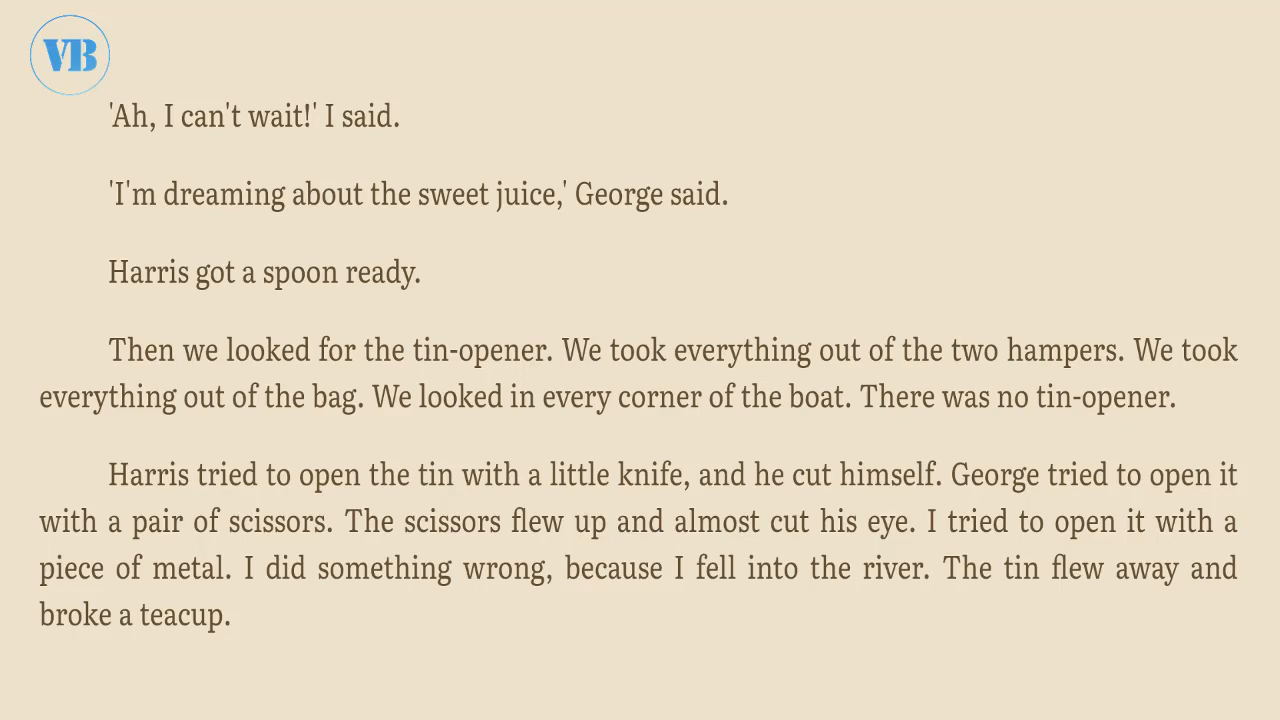 VB
'Ah, I can't wait!' I said.
'I'm dreaming about the sweet juice,' George said.
Harris got a spoon ready.
Then we looked for the tin-opener. We took everything out of the two hampers. We took
everything out of the bag. We looked in every corner of the boat. There was no tin-opener.
Harris tried to open the tin with a little knife, and he cut himself. George tried to open it
with a pair of scissors. The scissors flew up and almost cut his eye. I tried to open it with a
piece of metal. I did something wrong, because I fell into the river. The tin flew away and
broke a teacup.